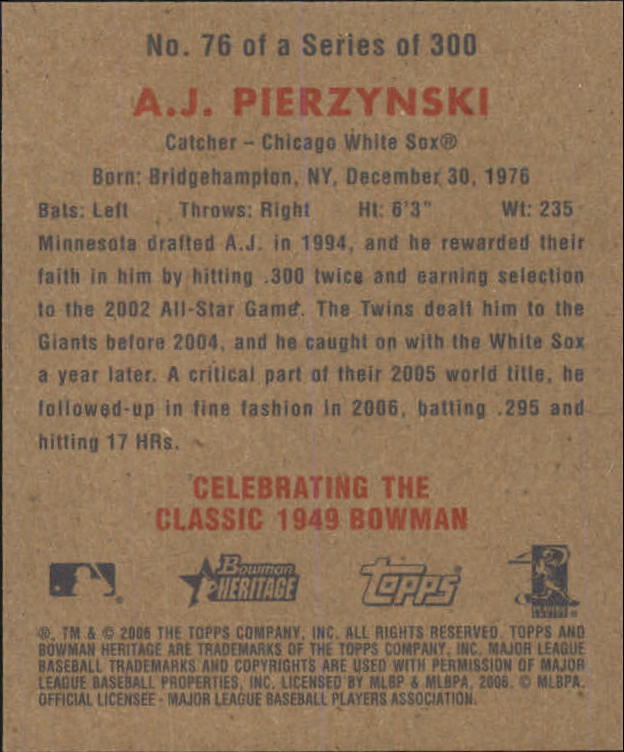 No. 76 of a Series of 300
A.J. PIERZYNSKI
Catcher – Chicago White Sox®
Born: Bridgehampton, NY, December 30, 1976
Bats: Left Throws: Right Ht: 6'3" Wt: 235
Minnesota drafted A.J. in 1994, and he rewarded their
faith in him by hitting .300 twice and earning selection
to the 2002 All-Star Game. The Twins dealt him to the
Giants before 2004, and he caught on with the White Sox
a year later. A critical part of their 2005 world title, he
followed-up in fine fashion in 2006, batting .295 and
hitting 17 HRs.
CELEBRATING THE
CLASSIC 1949 BOWMAN
Bowman
HERITAGE
Topps
®, TM & © 2006 THE TOPPS COMPANY, INC. ALL RIGHTS RESERVED. TOPPS AND
BOWMAN HERITAGE ARE TRADEMARKS OF THE TOPPS COMPANY, INC. MAJOR LEAGUE
BASEBALL TRADEMARKS AND COPYRIGHTS ARE USED WITH PERMISSION OF MAJOR
LEAGUE BASEBALL PROPERTIES, INC. LICENSED BY MLBP & MLBPA, 2006. © MLBPA.
OFFICIAL LICENSEE - MAJOR LEAGUE BASEBALL PLAYERS ASSOCIATION.